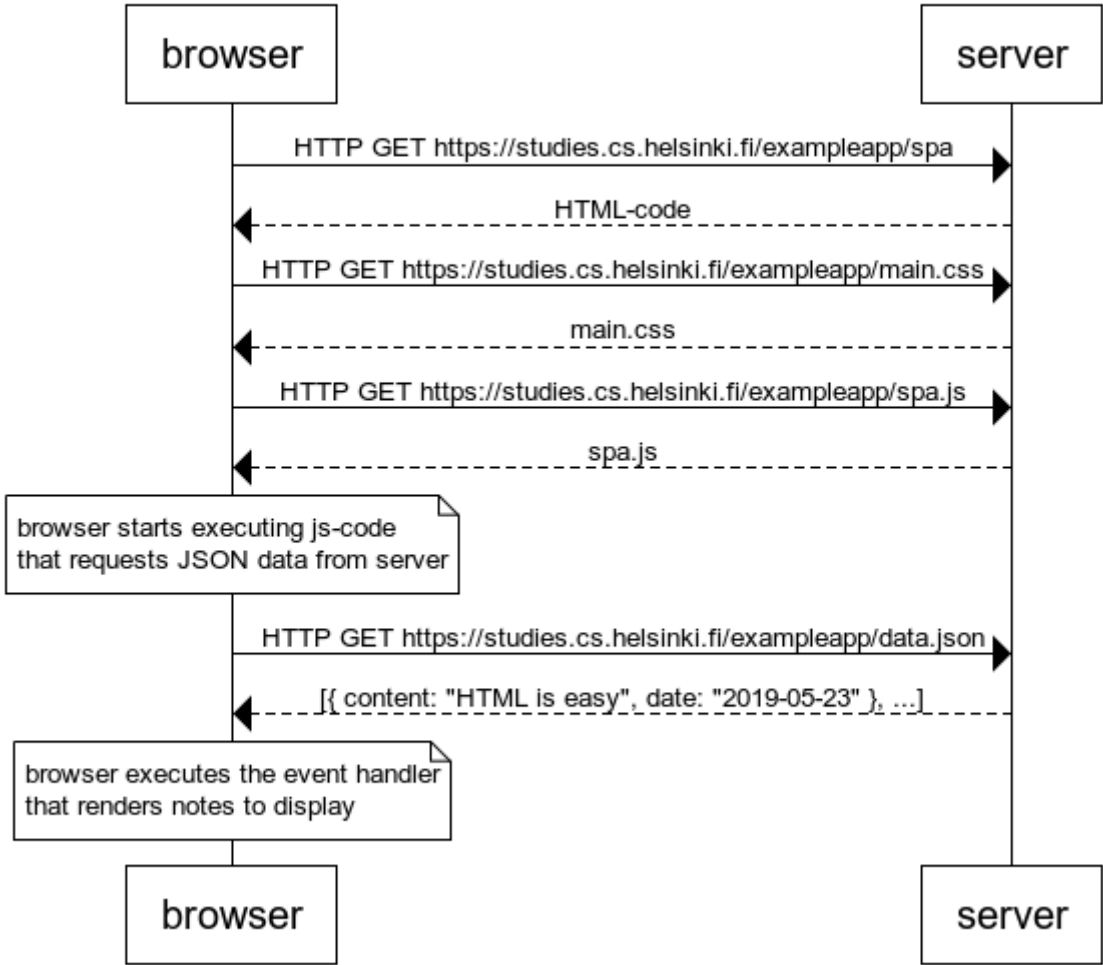 browser
server
HTTP GET https://studies.cs.helsinki.fi/exampleapp/spa
HTML-code
HTTP GET https://studies.cs.helsinki.fi/exampleapp/main.css
main.css
HTTP GET https://studies.cs.helsinki.fi/exampleapp/spa.js
spa.js
browser starts executing js-code
that requests JSON data from server
HTTP GET https://studies.cs.helsinki.fi/exampleapp/data.json
[{ content: "HTML is easy", date: "2019-05-23" }, ...]
browser executes the event handler
that renders notes to display
browser
server